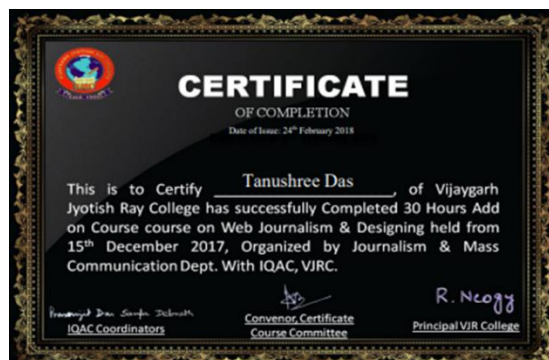 CERTIFICATE
OF COMPLETION
Date of Issue: 24th February 2018
This is to Certify Tanushree Das, of Vijaygarh
Jyotish Ray College has successfully Completed 30 Hours Add
on Course course on Web Journalism & Designing held from
15th December 2017, Organized by Journalism & Mass
Communication Dept. With IQAC, VJRC.
R. Neogy
IQAC Coordinators
Convenor, Certificate
Course Committee
Principal VJR College